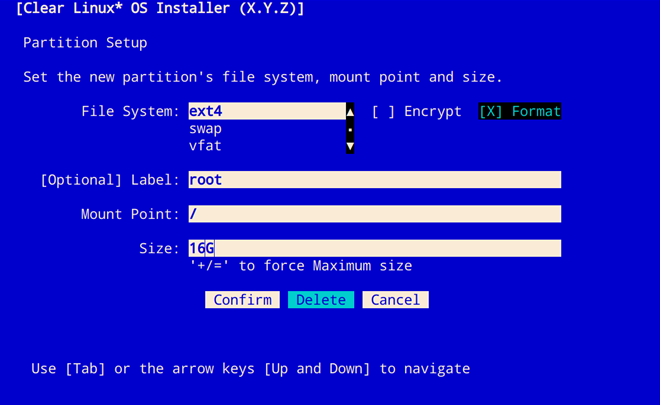 [Clear Linux* OS Installer (X.Y.Z)]
Partition Setup
Set the new partition's file system, mount point and size.
File System: ext4 ▲ [ ] Encrypt [X] Format
swap
vfat ▼
[Optional] Label: root
Mount Point: /
Size: 16G
'+/=' to force Maximum size
Confirm Delete Cancel
Use [Tab] or the arrow keys [Up and Down] to navigate